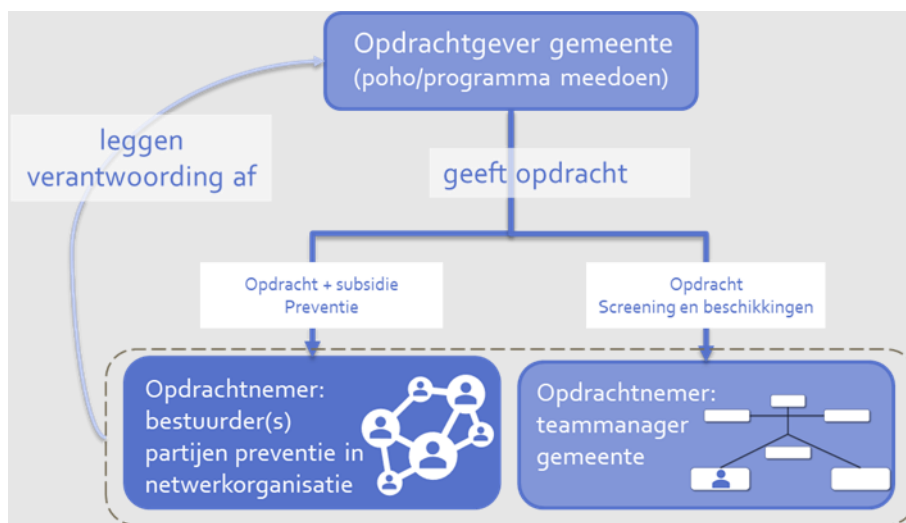 Opdrachtgever gemeente
(poho/programma meedoen)
leggen
verantwoording af
geeft opdracht
Opdracht + subsidie
Preventie
Opdracht
Screening en beschikkingen
Opdrachtnemer:
bestuurder(s)
partijen preventie in
netwerkorganisatie
Opdrachtnemer:
teammanager
gemeente